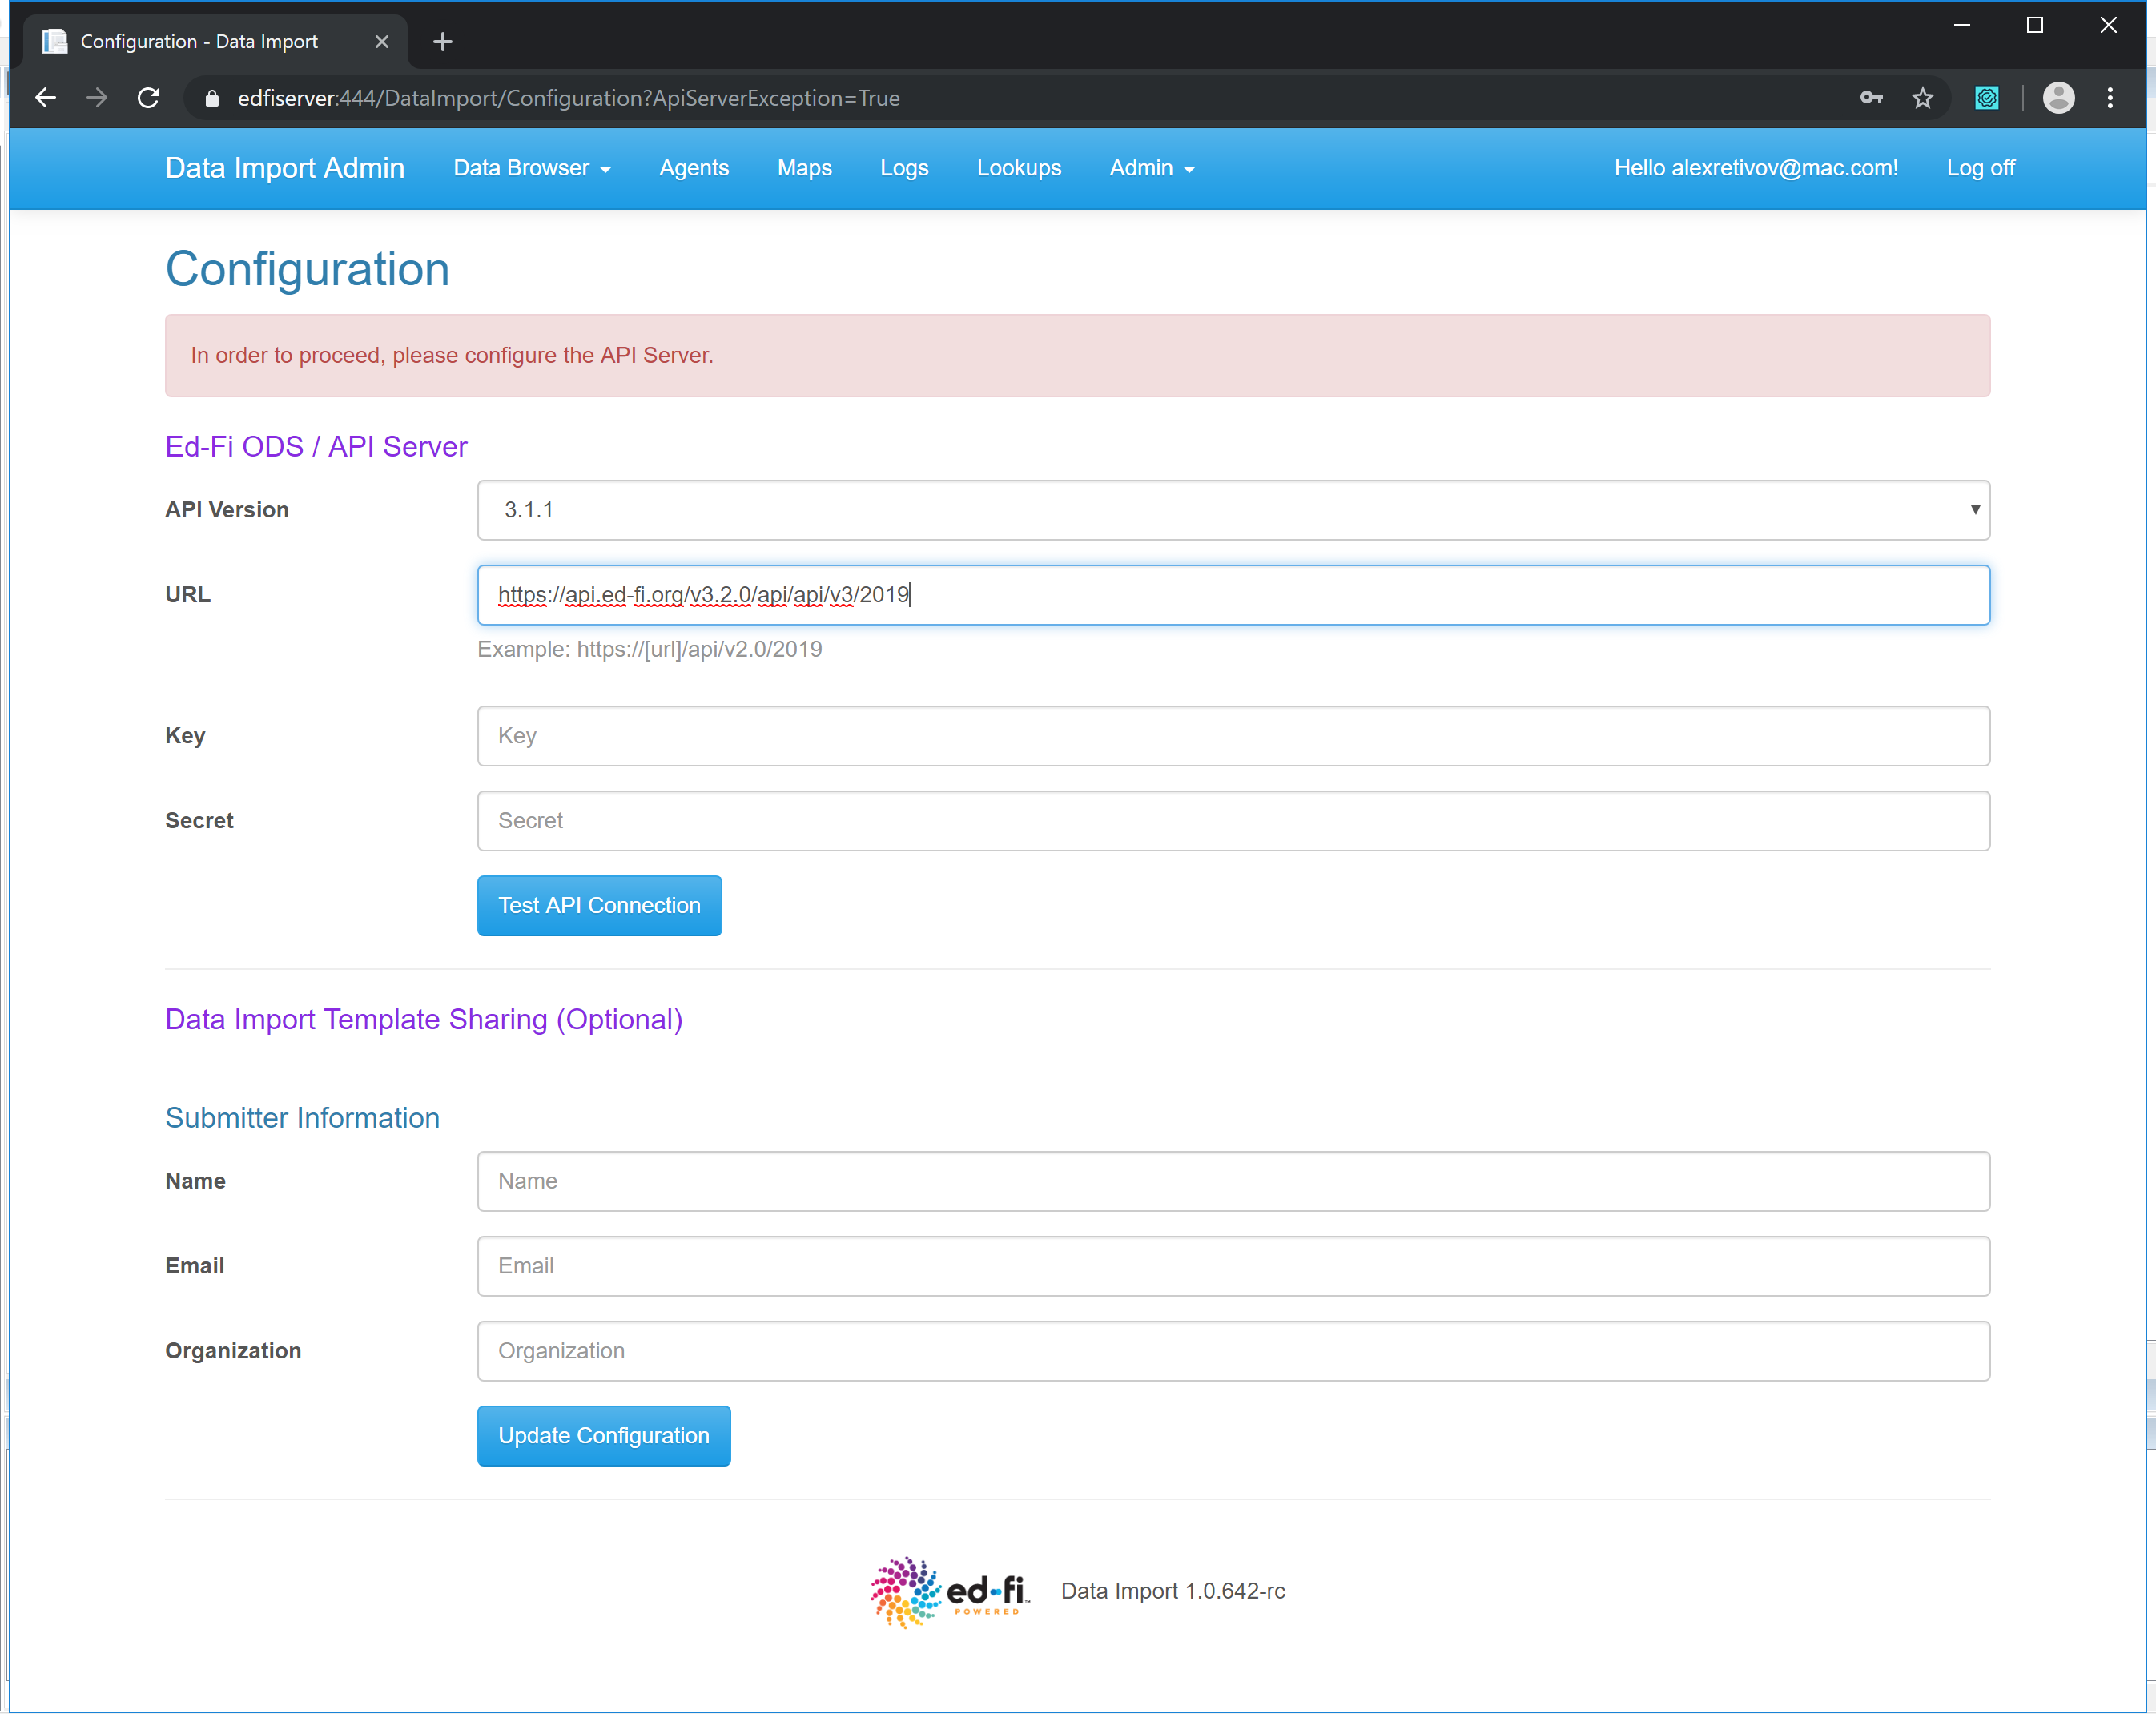 Configuration - Data Import
edfiserver:444/DataImport/Configuration?ApiServerException=True
Data Import Admin Data Browser Agents Maps Logs Lookups Admin Hello alexretivov@mac.com! Log off
Configuration
In order to proceed, please configure the API Server.
Ed-Fi ODS / API Server
API Version 3.1.1
URL https://api.ed-fi.org/v3.2.0/api/api/v3/2019
Example: https://[url]/api/v2.0/2019
Key Key
Secret Secret
Test API Connection
Data Import Template Sharing (Optional)
Submitter Information
Name Name
Email Email
Organization Organization
Update Configuration
ed-fi™ Data Import 1.0.642-rc
POWERED